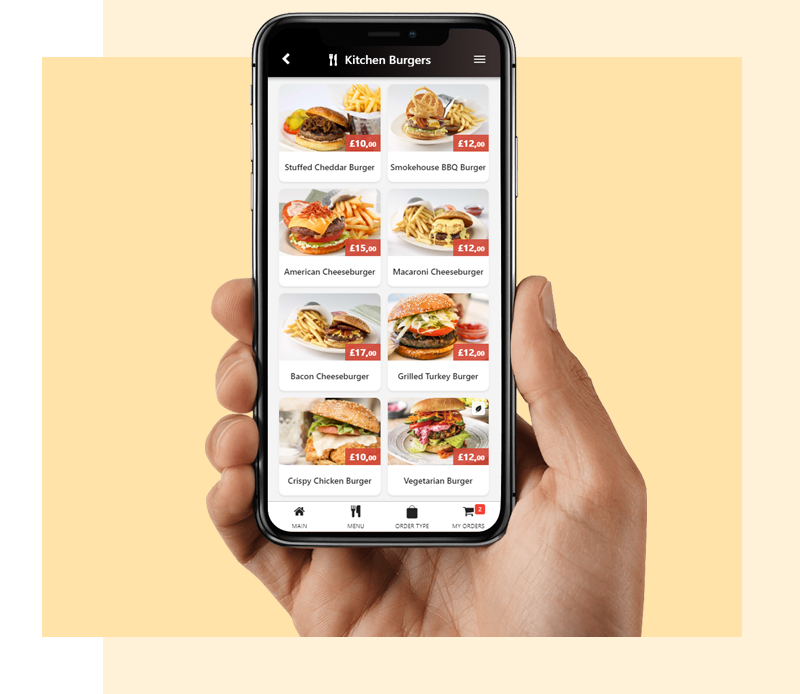 Kitchen Burgers
£10,00
£12,00
Stuffed Cheddar Burger
Smokehouse BBQ Burger
£15,00
£12,00
American Cheeseburger
Macaroni Cheeseburger
£17,00
£12,00
Bacon Cheeseburger
Grilled Turkey Burger
£10,00
£12,00
Crispy Chicken Burger
Vegetarian Burger
2
MAIN
MENU
ORDER TYPE
MY ORDERS